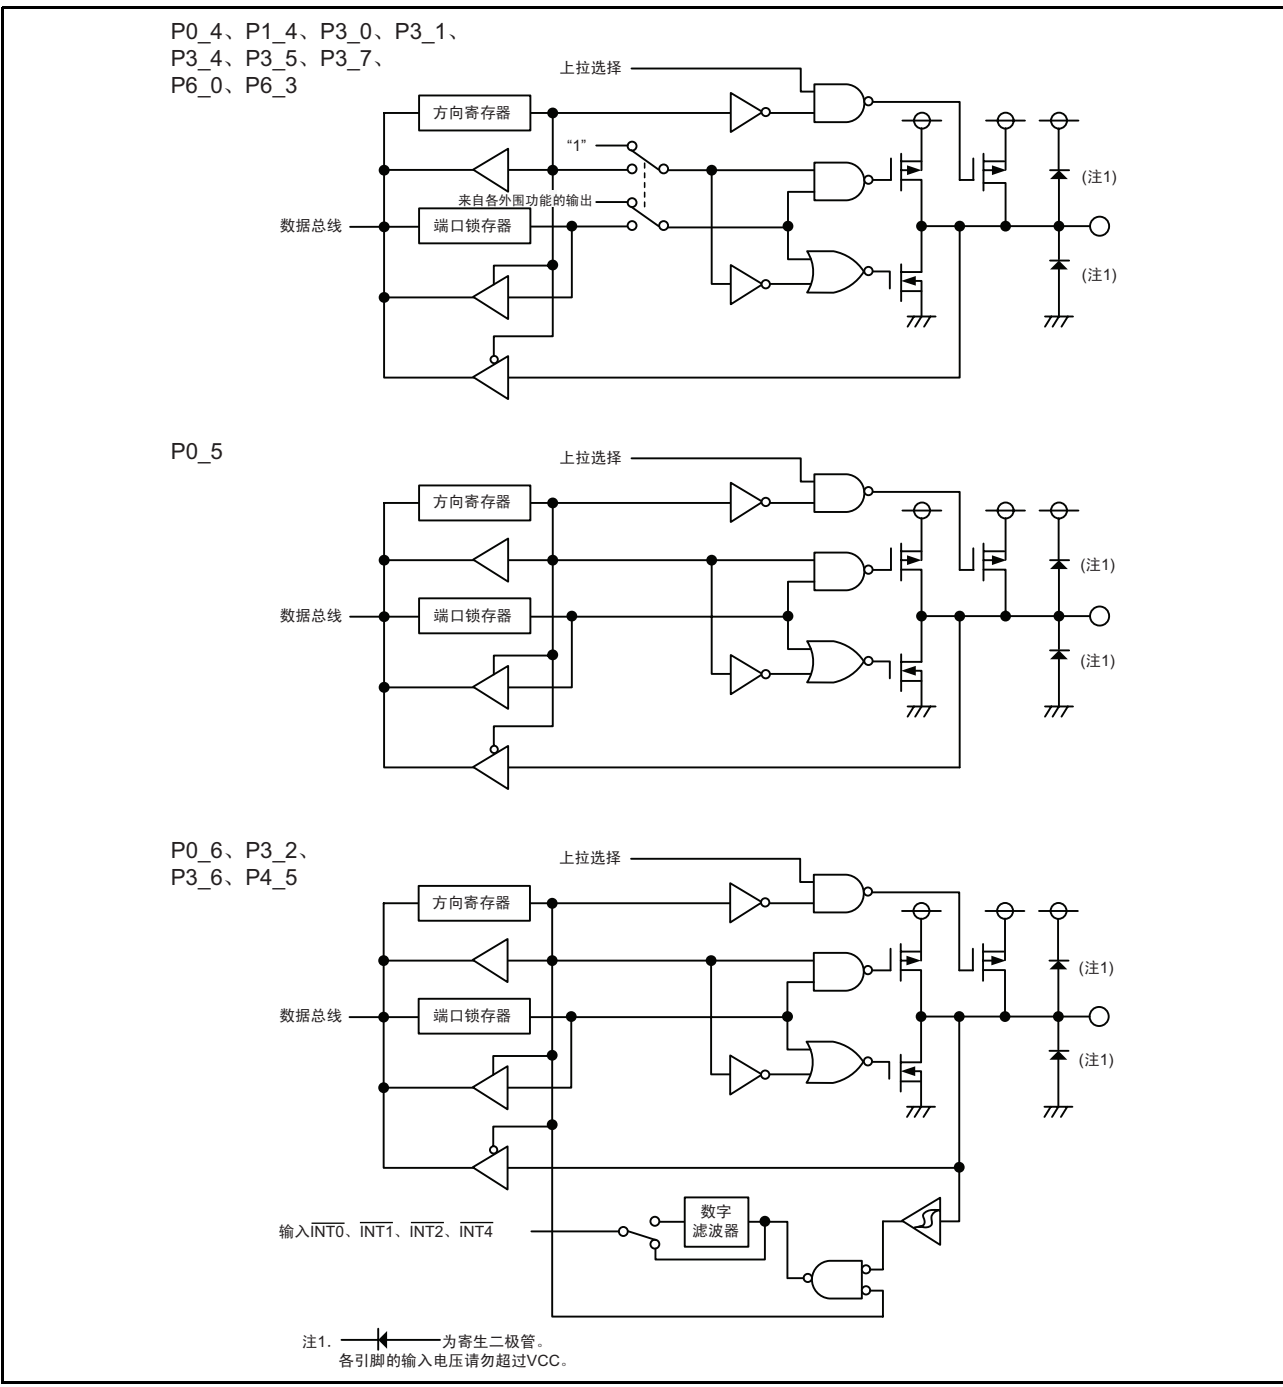 P0_4、P1_4、P3_0、P3_1、
P3_4、P3_5、P3_7、
P6_0、P6_3
上拉选择
方向寄存器
“1”
(注1)
来自各外围功能的输出
数据总线
端口锁存器
(注1)
P0_5
上拉选择
方向寄存器
(注1)
数据总线
端口锁存器
(注1)
P0_6、P3_2、
P3_6、P4_5
上拉选择
方向寄存器
(注1)
数据总线
端口锁存器
(注1)
数字
滤波器
输入INT0、INT1、INT2、INT4
注1. 为寄生二极管。
各引脚的输入电压请勿超过VCC。